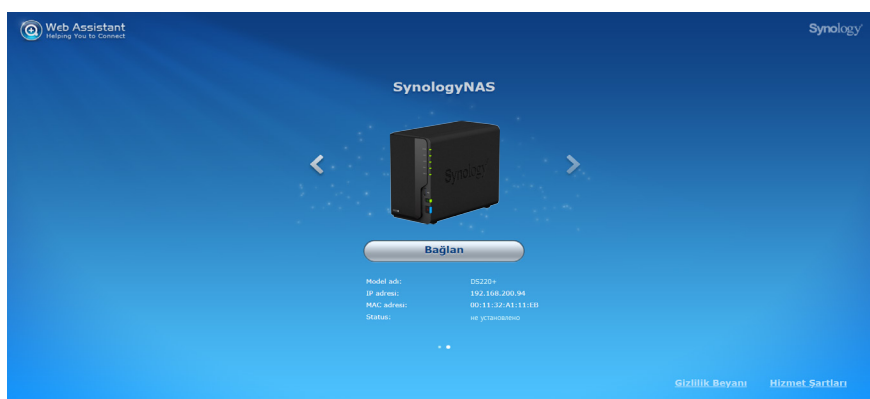 Web Assistant
Helping You to Connect
Synology
SynologyNAS
Synology
Bağlan
Model adı: DS220+
IP adresi: 192.168.200.94
MAC adresi: 00:11:32:A1:11:EB
Status: не установлено
Gizlilik Beyanı Hizmet Şartları